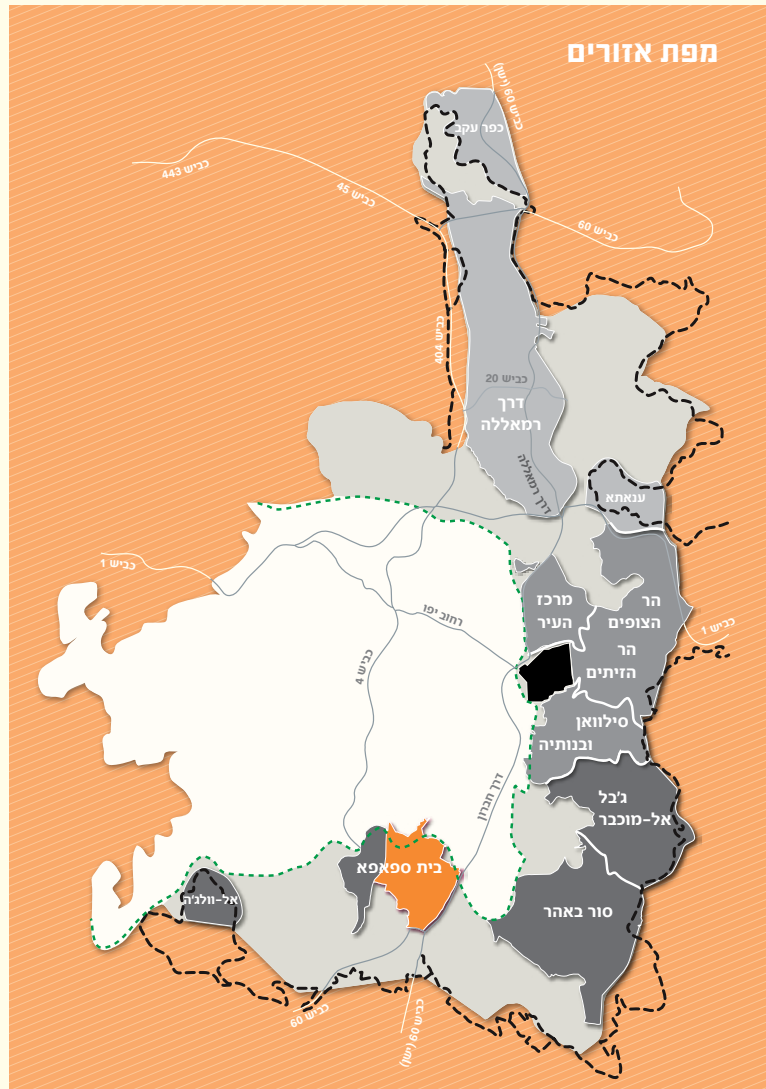 מפת אזורים
כביש 60 (ישן)
כפר עקב
כביש 443
כביש 45
כביש 60
כביש 404
כביש 20
דרך
רמאללה
דרך רמאללה
ענאתא
כביש 1
מרכז
העיר
הר
הצופים
כביש 1
רחוב יפו
הר
הזיתים
כביש 4
סילוואן
ובנותיה
דרך חברון
ג'בל
אל-מוכבר
בית ספאפא
אל-וולג'ה
סור באהר
כביש 60
כביש 60 (ישן)